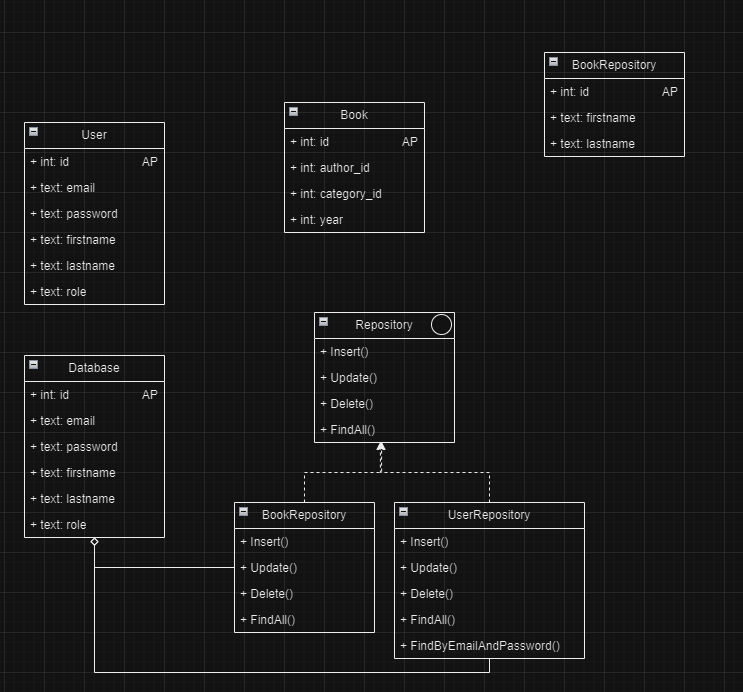 BookRepository
+ int: id AP
+ text: firstname
+ text: lastname
Book
+ int: id AP
+ int: author_id
+ int: category_id
+ int: year
User
+ int: id AP
+ text: email
+ text: password
+ text: firstname
+ text: lastname
+ text: role
Repository
+ Insert()
+ Update()
+ Delete()
+ FindAll()
Database
+ int: id AP
+ text: email
+ text: password
+ text: firstname
+ text: lastname
+ text: role
BookRepository
+ Insert()
+ Update()
+ Delete()
+ FindAll()
UserRepository
+ Insert()
+ Update()
+ Delete()
+ FindAll()
+ FindByEmailAndPassword()